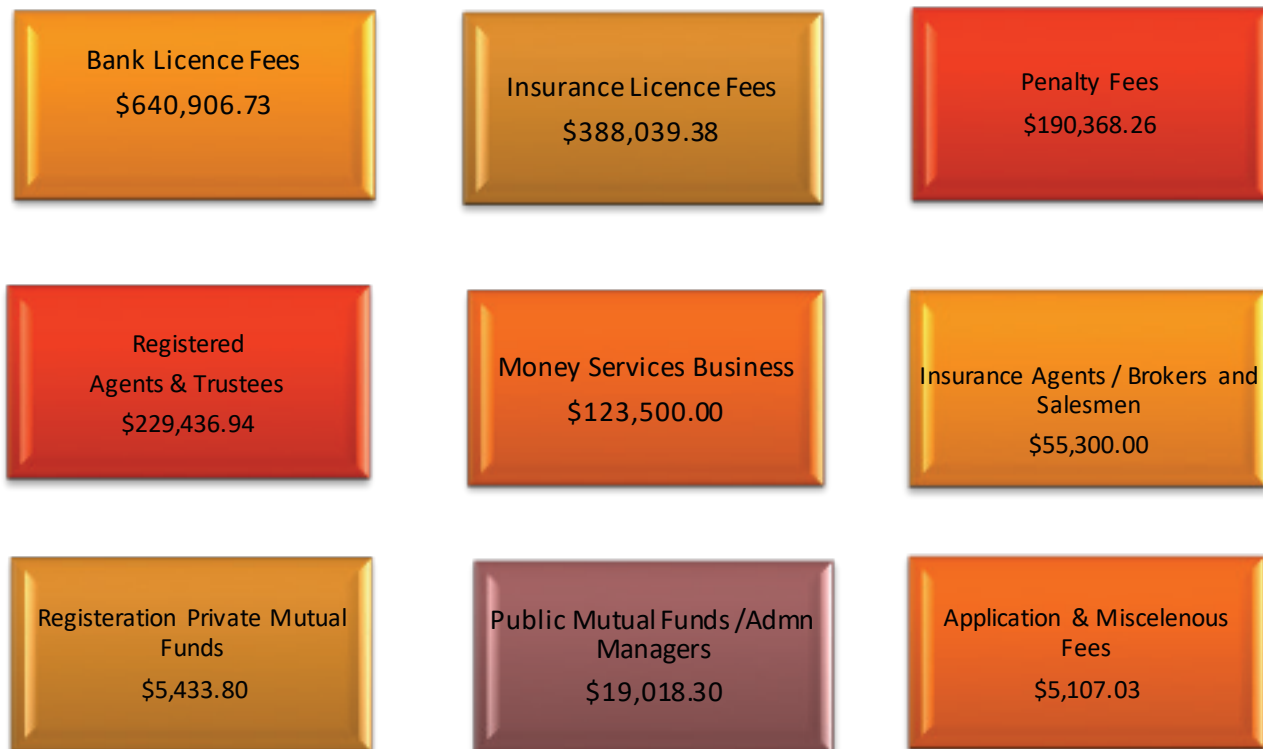 Bank Licence Fees
$640,906.73
Insurance Licence Fees
$388,039.38
Penalty Fees
$190,368.26
Registered
Agents & Trustees
$229,436.94
Money Services Business
$123,500.00
Insurance Agents / Brokers and
Salesmen
$55,300.00
Registeration Private Mutual
Funds
$5,433.80
Public Mutual Funds /Admn
Managers
$19,018.30
Application & Miscelenous
Fees
$5,107.03